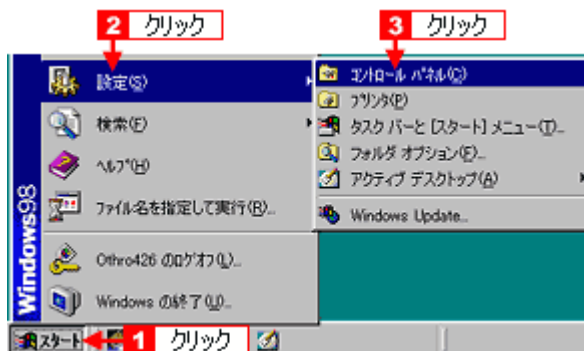 2 クリック
3 クリック
設定(S)
検索(F)
ヘルプ(H)
ファイル名を指定して実行(R)...
Othro426 のログオフ(L)...
Windows の終了(U)...
Windows98
コントロール パネル(C)
プリンタ(P)
タスク バーと [スタート] メニュー(T)...
フォルダ オプション(F)...
アクティブ デスクトップ(A)
Windows Update...
スタート
1 クリック